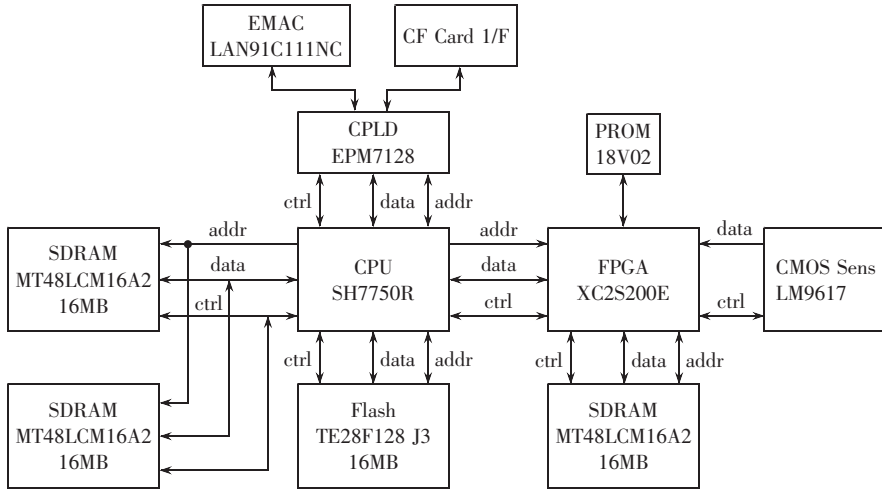 EMAC
LAN91C111NC
CF Card 1/F
CPLD
EPM7128
PROM
18V02
ctrl
data
addr
SDRAM
MT48LCM16A2
16MB
addr
data
ctrl
CPU
SH7750R
addr
data
ctrl
FPGA
XC2S200E
data
ctrl
CMOS Sens
LM9617
ctrl
data
addr
ctrl
data
addr
SDRAM
MT48LCM16A2
16MB
Flash
TE28F128 J3
16MB
SDRAM
MT48LCM16A2
16MB